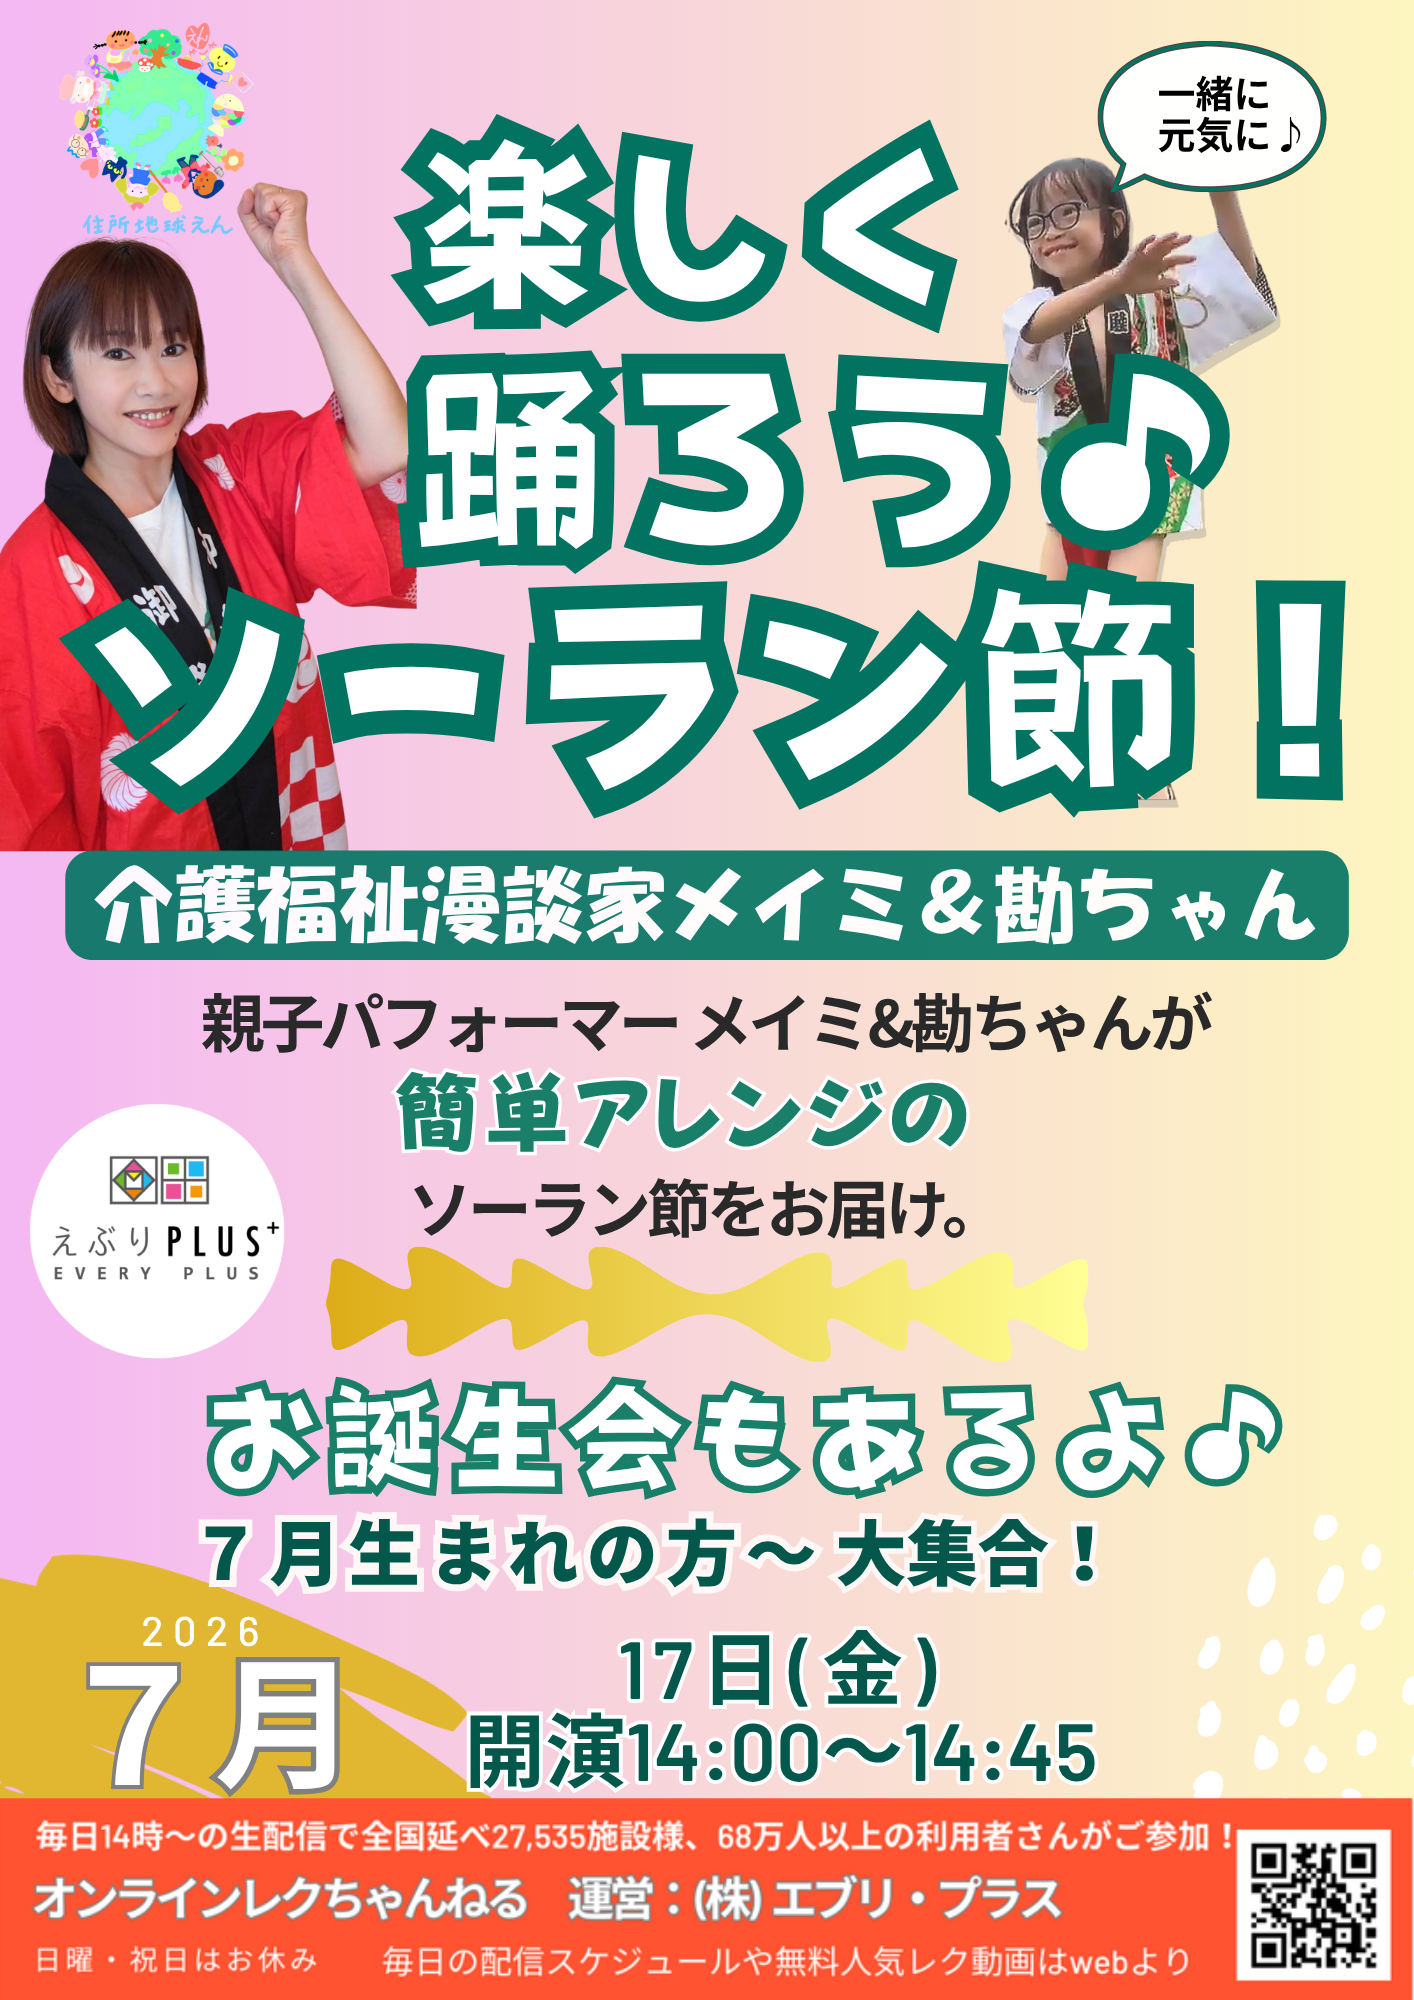 住所地球えん
一緒に
元気に♪
楽しく
踊ろう♪
ソーラン節！
介護福祉漫談家メイミ＆勘ちゃん
親子パフォーマー メイミ&勘ちゃんが
簡単アレンジの
ソーラン節をお届け。
えぶりPLUS+
EVERY PLUS
お誕生会もあるよ♪
７月生まれの方～ 大集合！
2026
７月
17日(金)
開演14:00～14:45
毎日14時～の生配信で全国延べ27,535施設様、68万人以上の利用者さんがご参加！
オンラインレクちゃんねる　運営：(株)エブリ・プラス
日曜・祝日はお休み　毎日の配信スケジュールや無料人気レク動画はwebより